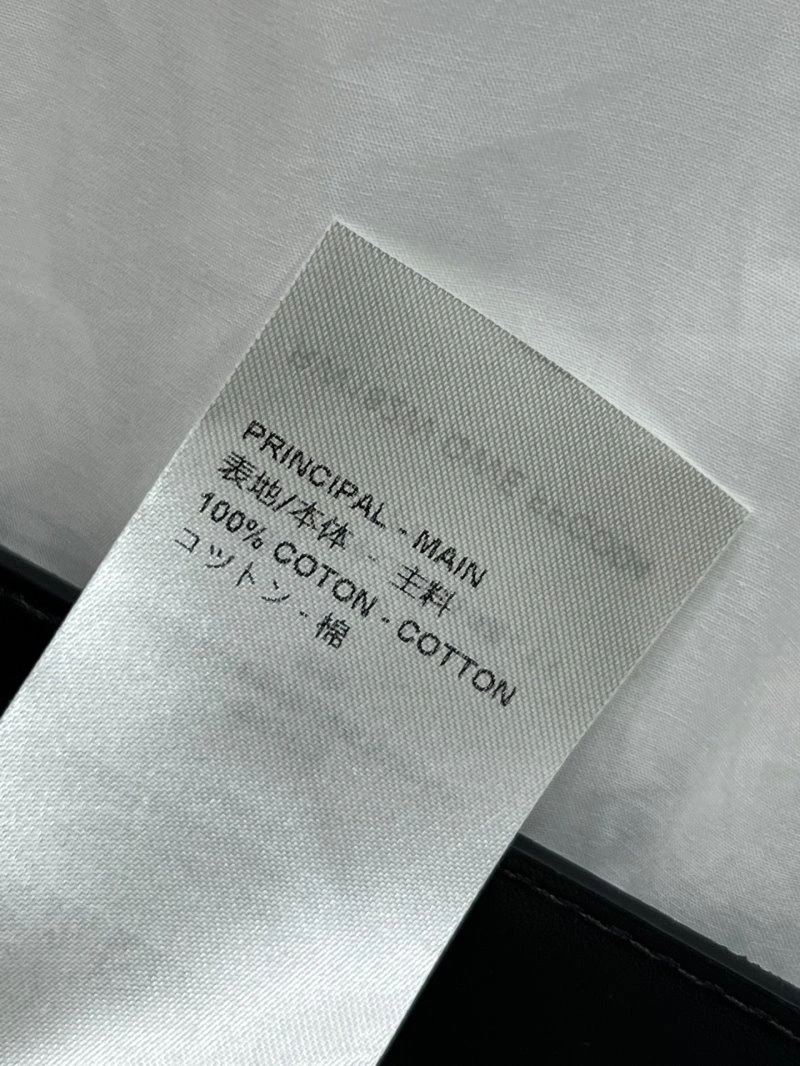 PRINCIPAL - MAIN
表地/本体 - 主料
100% COTON - COTTON
コットン - 棉